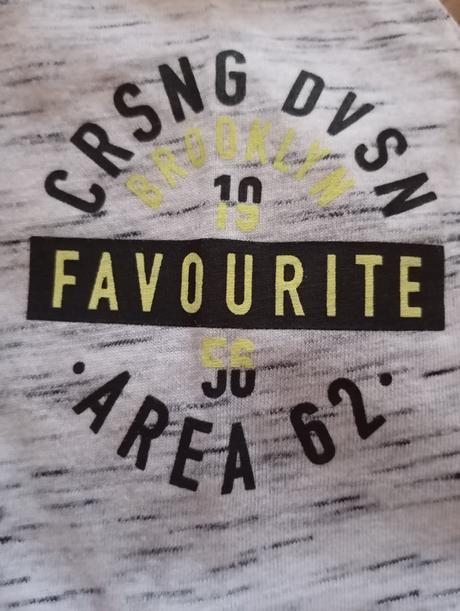 CRSNG DVSN
BROOKLYN
19
FAVOURITE
56
· AREA 62 ·